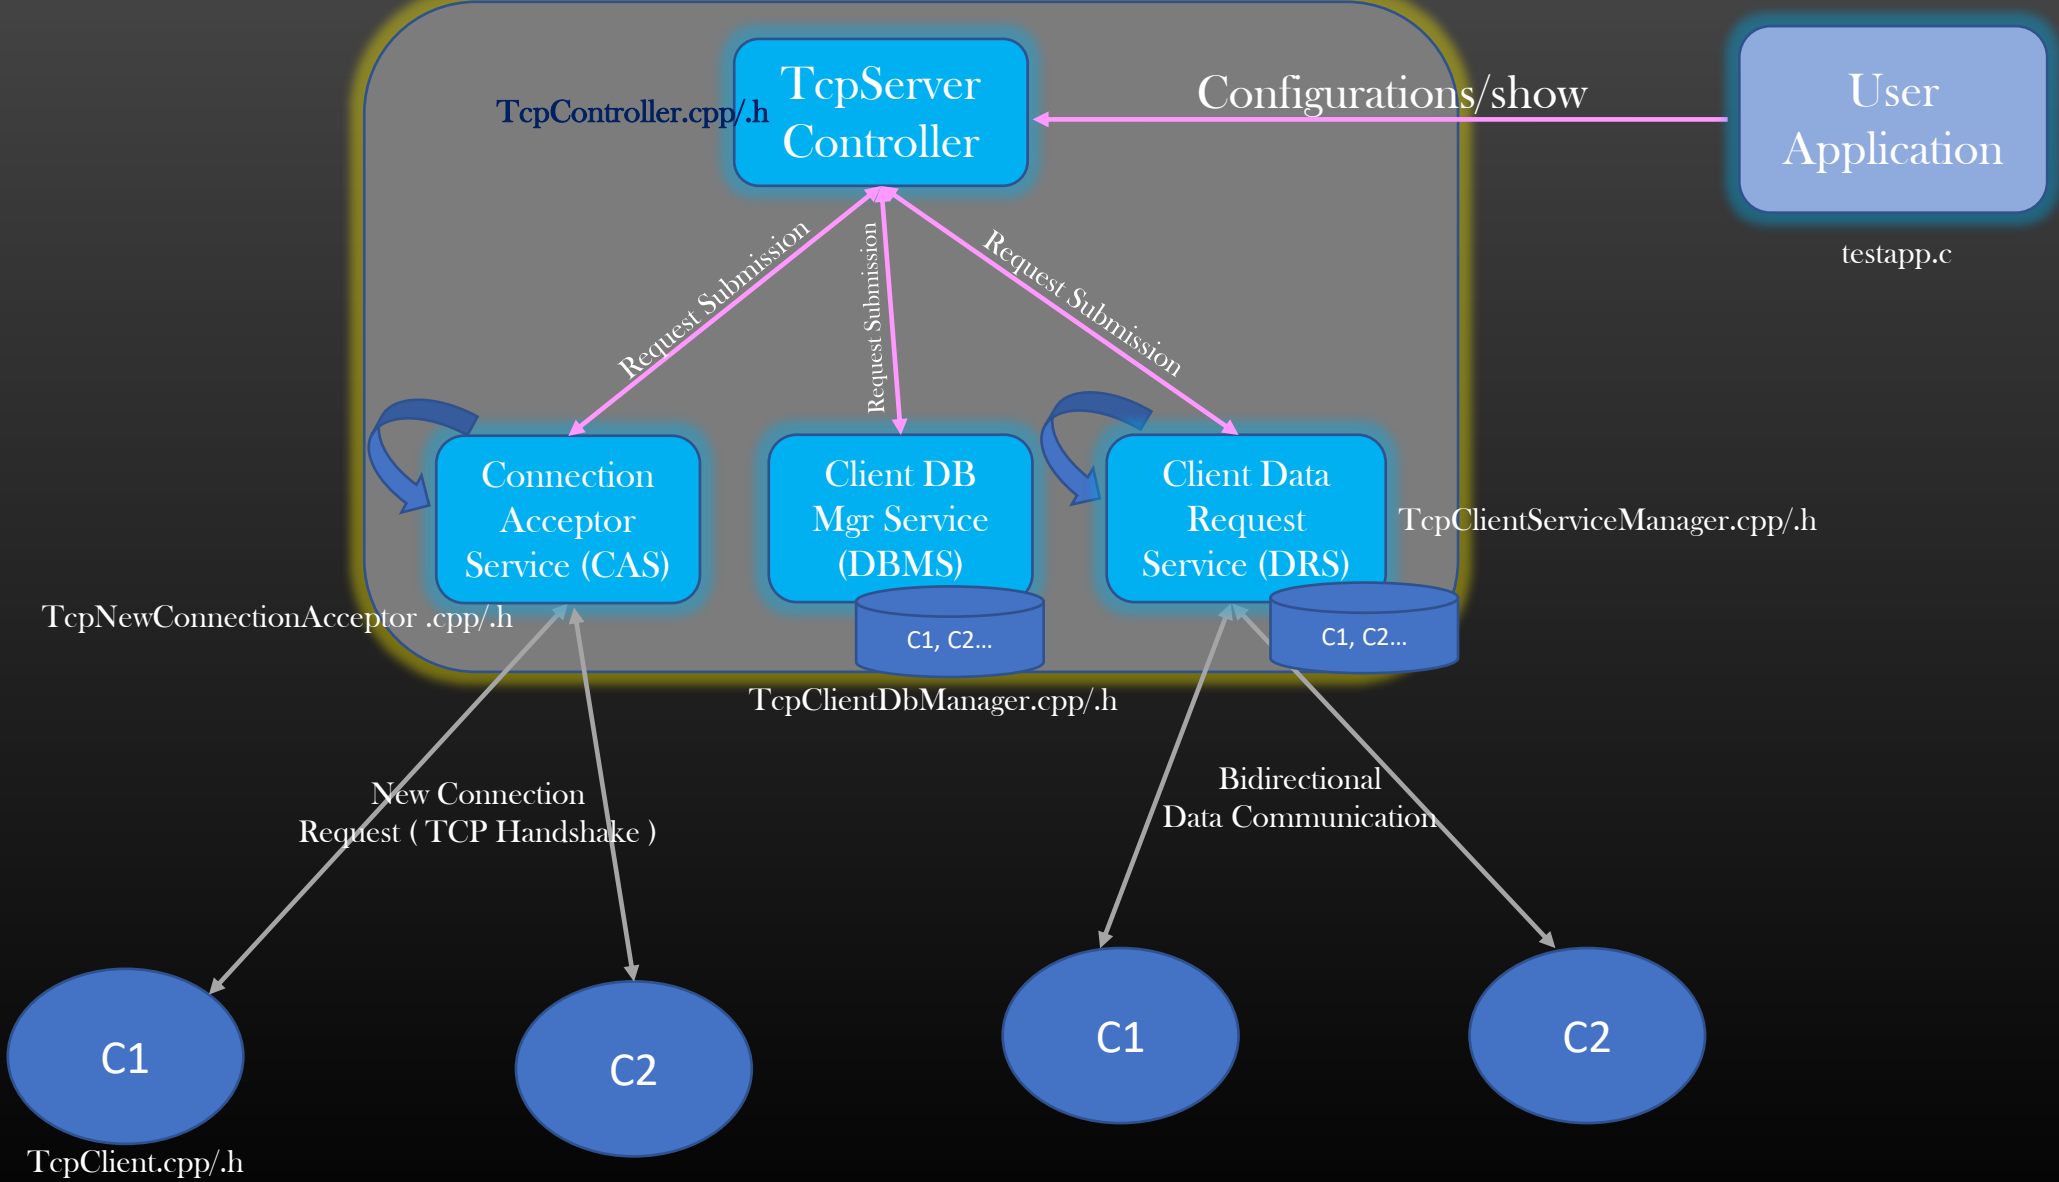 TcpServer
Controller
TcpController.cpp/.h
Configurations/show
User
Application
testapp.c
Request Submission
Request Submission
Request Submission
Connection
Acceptor
Service (CAS)
Client DB
Mgr Service
(DBMS)
Client Data
Request
Service (DRS)
TcpClientServiceManager.cpp/.h
TcpNewConnectionAcceptor .cpp/.h
C1, C2...
C1, C2...
TcpClientDbManager.cpp/.h
New Connection
Request ( TCP Handshake )
Bidirectional
Data Communication
C1
C2
C1
C2
TcpClient.cpp/.h